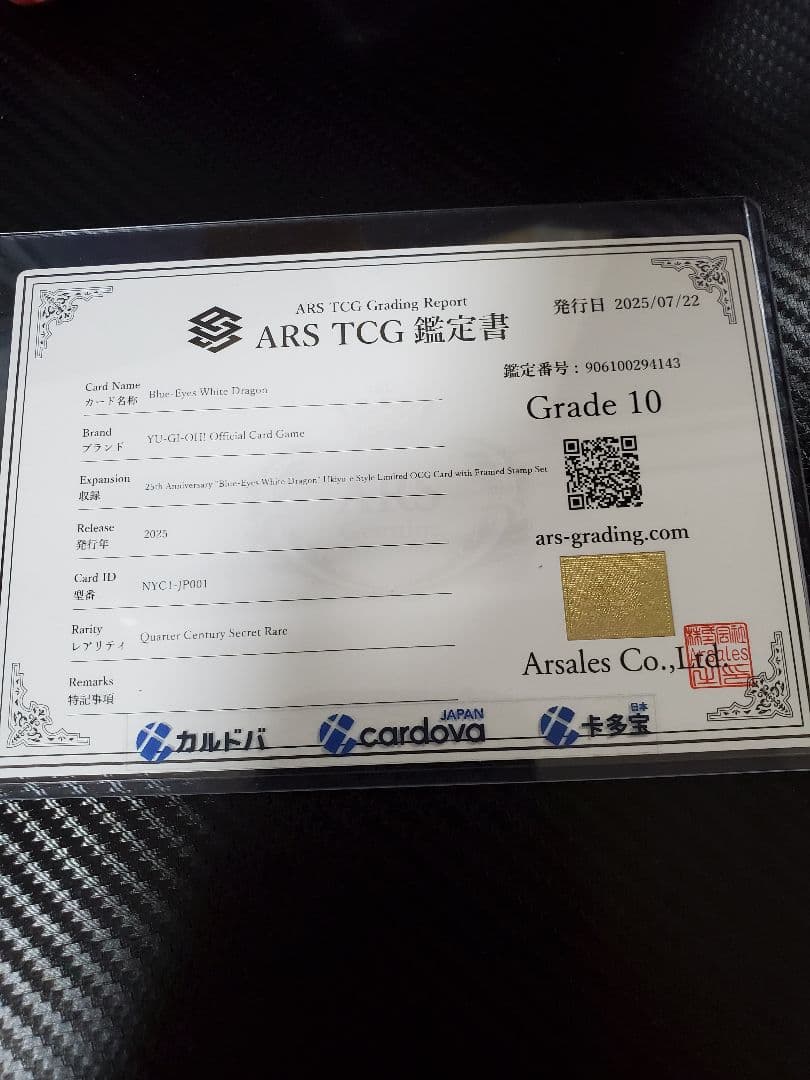 ARS TCG Grading Report
ARS TCG 鑑定書
発行日 2025/07/22
鑑定番号：906100294143
Grade 10
Card Name
カード名称
Blue-Eyes White Dragon
Brand
ブランド
YU-GI-OH! Official Card Game
Expansion
収録
25th Anniversary "Blue-Eyes White Dragon" Ukiyo-e Style Limited OCG Card with Framed Stamp Set
Release
発行年
2025
Card ID
型番
NYC1-JP001
Rarity
レアリティ
Quarter Century Secret Rare
Remarks
特記事項
-
ars-grading.com
Arsales Co.,Ltd.
株式会社
Arsales
カルドバ
JAPAN
cardova
日本
卡多宝